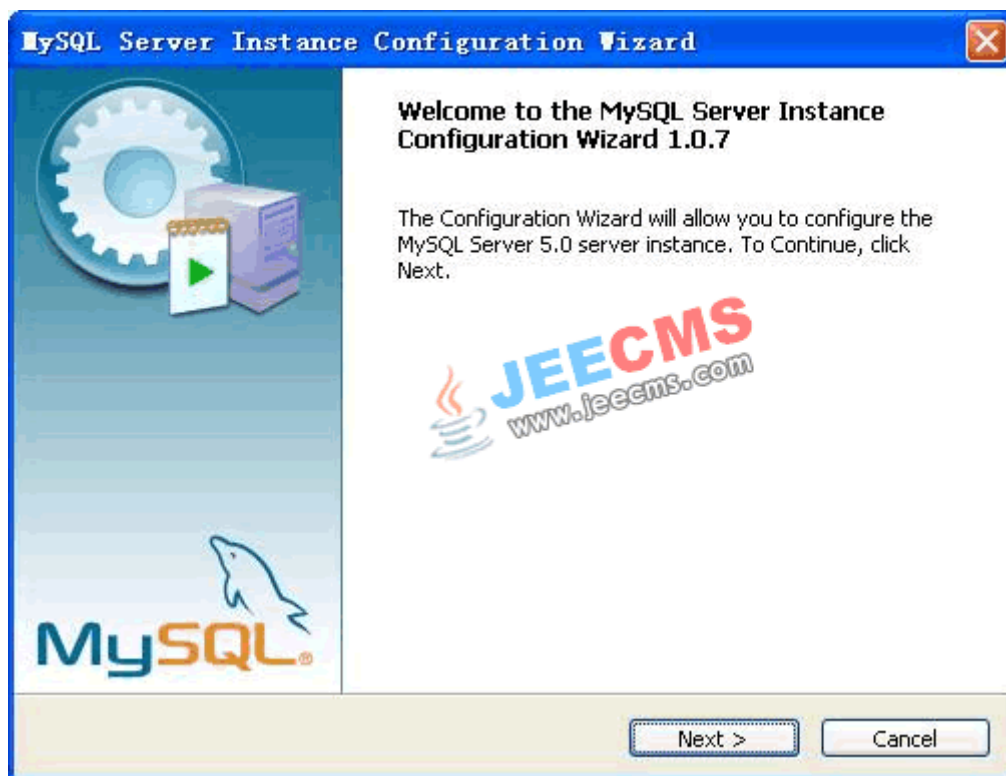 MySQL Server Instance Configuration Wizard
Welcome to the MySQL Server Instance
Configuration Wizard 1.0.7
The Configuration Wizard will allow you to configure the
MySQL Server 5.0 server instance. To Continue, click
Next.
JEECMS
www.jeecms.com
MySQL®
Next >
Cancel